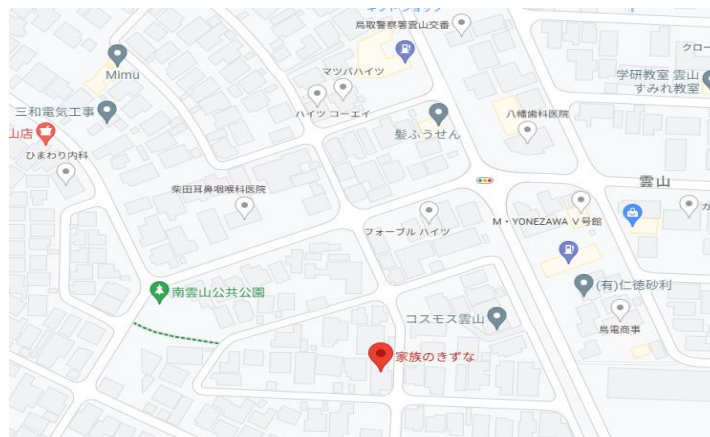 鳥取警察署雲山交番
クロー
Mimu
マツバハイツ
学研教室 雲山
すみれ教室
三和電気工事
ハイツ コーエイ
八幡歯科医院
山店
髪ふうせん
ひまわり内科
雲山
柴田耳鼻咽喉科医院
フォーブル ハイツ
M・YONEZAWA V号館
カ
南雲山公共公園
(有)仁徳砂利
コスモス雲山
鳥電商事
家族のきずな